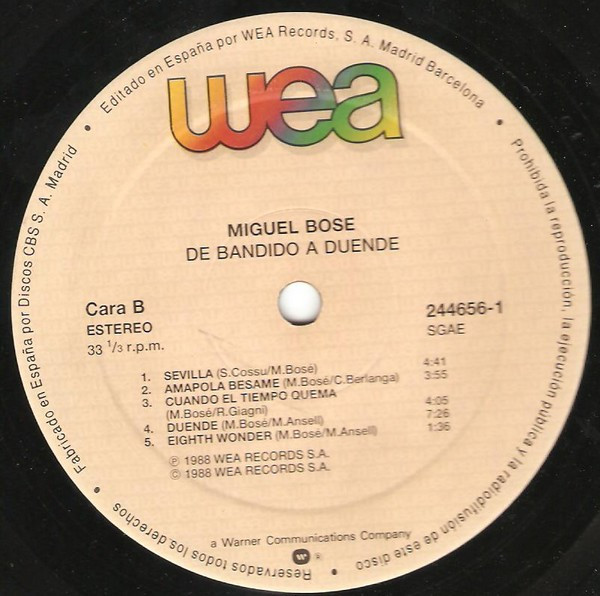 Editado en España por WEA Records, S. A. Madrid Barcelona
wea
MIGUEL BOSE
DE BANDIDO A DUENDE
Cara B
ESTEREO
33 1/3 r.p.m.
244656-1
SGAE
1. SEVILLA (S.Cossu/M.Bosé) 4:41
2. AMAPOLA BESAME (M.Bosé/C.Berlanga) 3:55
3. CUANDO EL TIEMPO QUEMA
(M.Bosé/R.Giagni) 4:05
4. DUENDE (M.Bosé/M.Ansell) 7:26
5. EIGHTH WONDER (M.Bosé/M.Ansell) 1:36
℗ 1988 WEA RECORDS S.A.
© 1988 WEA RECORDS S.A.
a Warner Communications Company
® 
Prohibida la reproducción, la ejecución pública y la radiodifusión de este disco
Reservados todos los derechos
Fabricado en España por Discos CBS S. A. Madrid